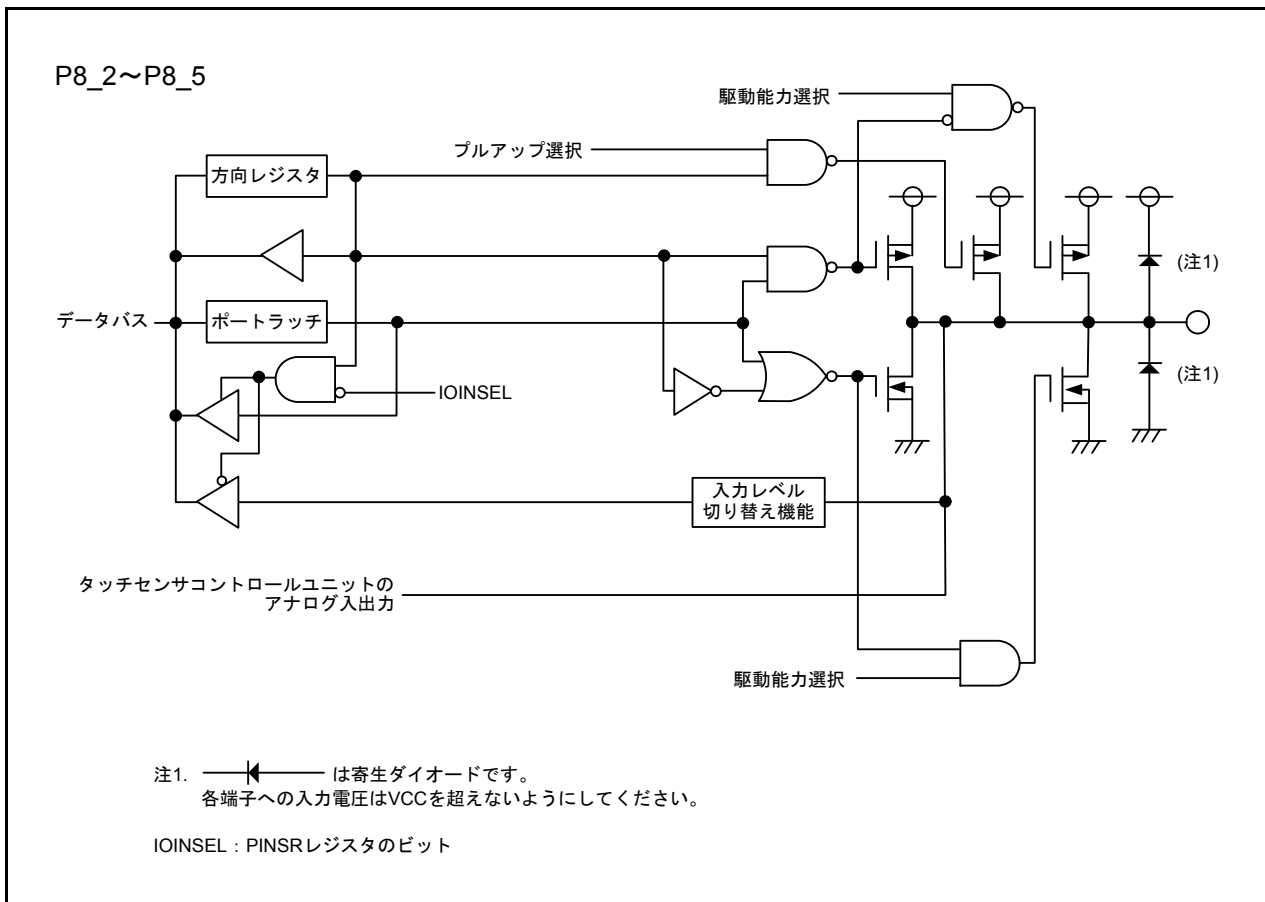 P8_2～P8_5
駆動能力選択
プルアップ選択
方向レジスタ
(注1)
データバス
ポートラッチ
(注1)
IOINSEL
入力レベル
切り替え機能
タッチセンサコントロールユニットの
アナログ入出力
駆動能力選択
注1. は寄生ダイオードです。
各端子への入力電圧はVCCを超えないようにしてください。
IOINSEL：PINSRレジスタのビット